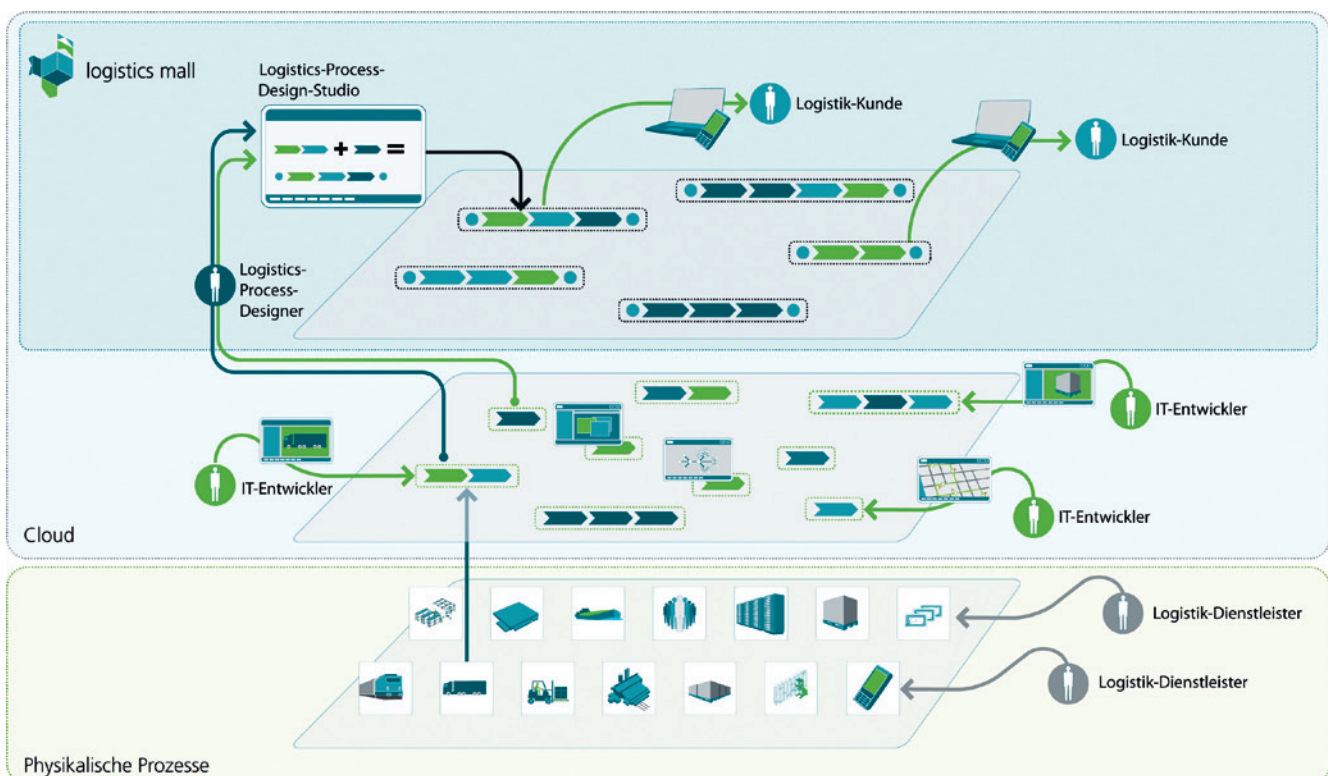 logistics mall
Logistics-Process-
Design-Studio
Logistik-Kunde
Logistik-Kunde
Logistics-
Process-
Designer
IT-Entwickler
IT-Entwickler
IT-Entwickler
Cloud
Logistik-Dienstleister
Logistik-Dienstleister
Physikalische Prozesse